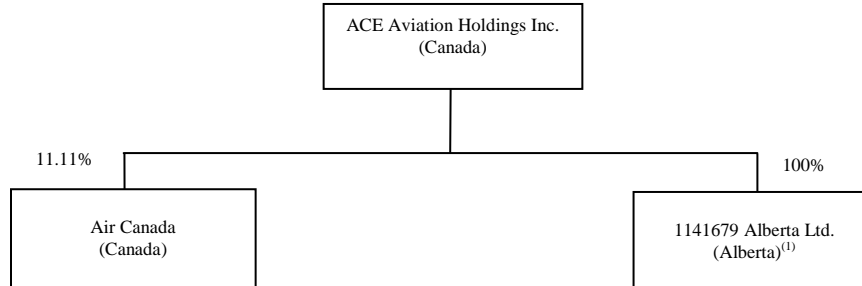 ACE Aviation Holdings Inc.
(Canada)
11.11%
100%
Air Canada
(Canada)
1141679 Alberta Ltd.
(Alberta)(1)